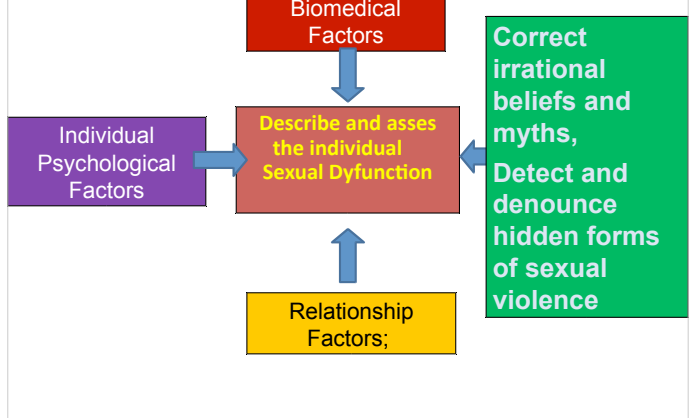 Biomedical
Factors
Correct
irrational
beliefs and
myths,
Detect and
denounce
hidden forms
of sexual
violence
Individual
Psychological
Factors
Describe and asses
the individual
Sexual Dyfunction
Relationship
Factors;